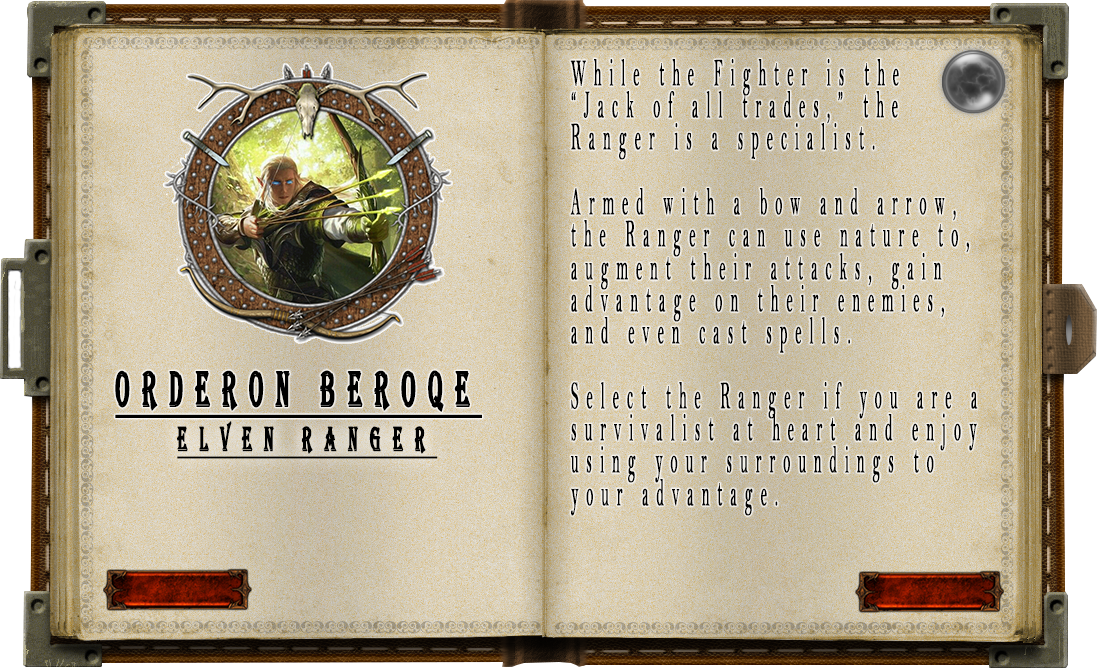 ORDERON BEROQE
ELVEN RANGER
While the Fighter is the
“Jack of all trades,” the
Ranger is a specialist.
Armed with a bow and arrow,
the Ranger can use nature to,
augment their attacks, gain
advantage on their enemies,
and even cast spells.
Select the Ranger if you are a
survivalist at heart and enjoy
using your surroundings to
your advantage.